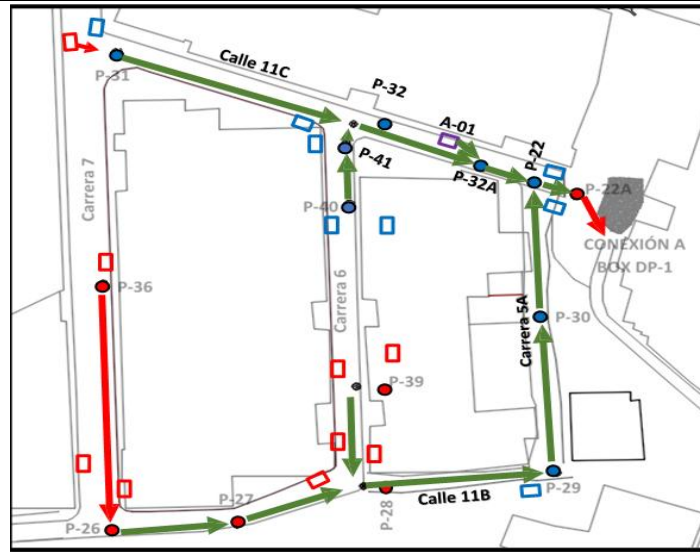 P-31
Calle 11C
P-32
A-01
P-22
P-41
P-32A
P-22A
Carrera 7
P-40
CONEXIÓN A
BOX DP-1
P-36
Carrera 6
Carrera 5A
P-30
P-39
P-27
P-29
P-28
Calle 11B
P-26